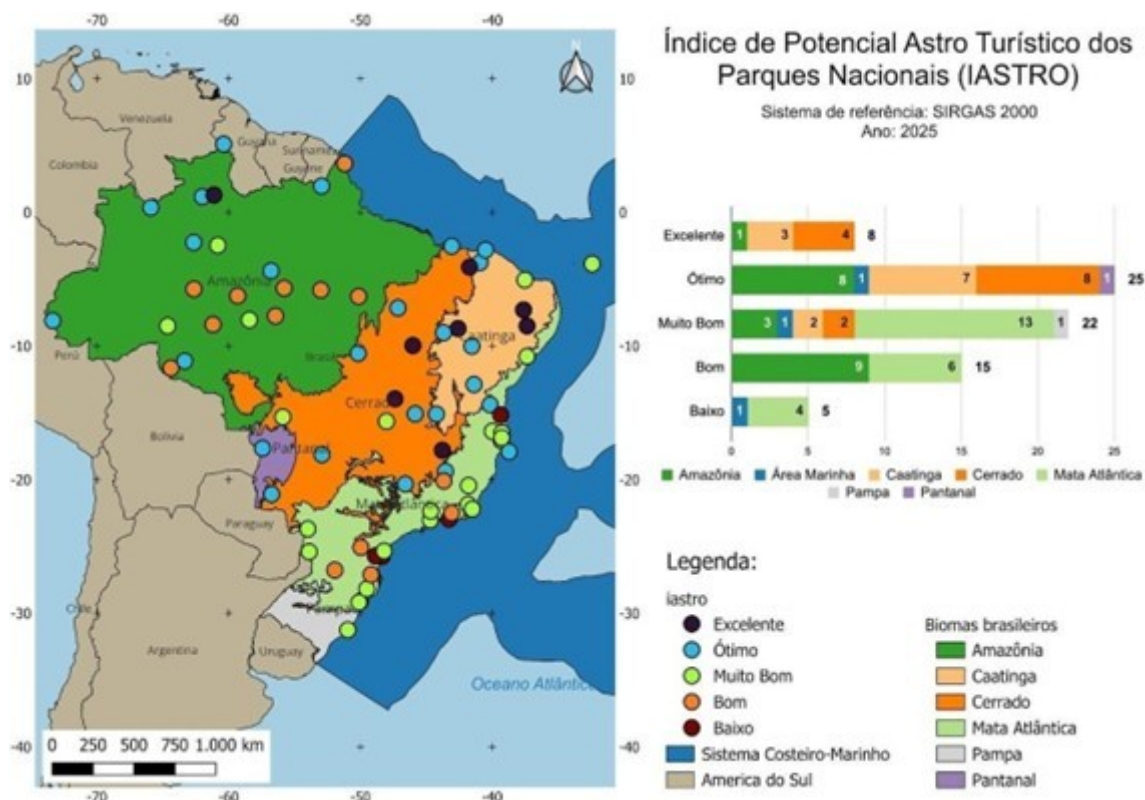 Índice de Potencial Astro Turístico dos
Parques Nacionais (IASTRO)
Sistema de referência: SIRGAS 2000
Ano: 2025
-70 -60 -50 -40
10
0
-10
-20
-30
-40
10
0
-10
-20
-30
-40
-70 -60 -50 -40
N
Venezuela
Guyana
Suriname
Guyane
Colombia
Amazônia
Perú
Brasil
Caatinga
Cerrado
Bolivia
Pantanal
Paraguay
Chile
Pampa
Argentina
Uruguay
Oceano Atlântico
0 250 500 750 1.000 km
Excelente 1 3 4 8
Ótimo 8 1 7 8 1 25
Muito Bom 3 1 2 2 13 1 22
Bom 9 6 15
Baixo 1 4 5
0 5 10 15 20 25
Amazônia Área Marinha Caatinga Cerrado Mata Atlântica
Pampa Pantanal
Legenda:
iastro
Excelente
Ótimo
Muito Bom
Bom
Baixo
Sistema Costeiro-Marinho
America do Sul
Biomas brasileiros
Amazônia
Caatinga
Cerrado
Mata Atlântica
Pampa
Pantanal